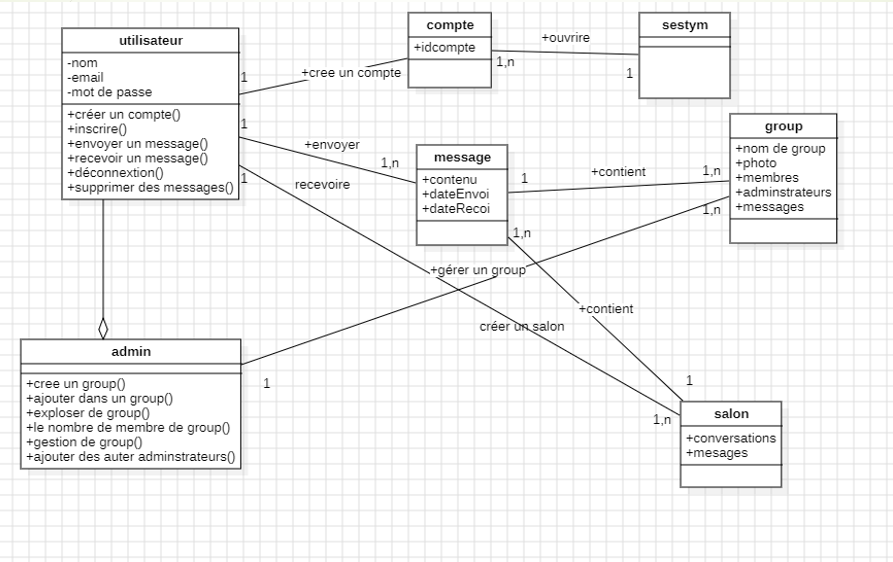 utilisateur
-nom
-email
-mot de passe
+créer un compte()
+inscrire()
+envoyer un message()
+recevoir un message()
+déconnextion()
+supprimer des messages()
1
+cree un compte
compte
+idcompte
1,n
+ouvrire
1
sestym
1
+envoyer
1,n
1
recevoire
message
+contenu
+dateEnvoi
+dateRecoi
1
+contient
1,n
group
+nom de group
+photo
+membres
+adminstrateurs
+messages
1,n
1,n
+gérer un group
+contient
créer un salon
1
1,n
salon
+conversations
+mesages
admin
+cree un group()
+ajouter dans un group()
+exploser de group()
+le nombre de membre de group()
+gestion de group()
+ajouter des auter adminstrateurs()
1